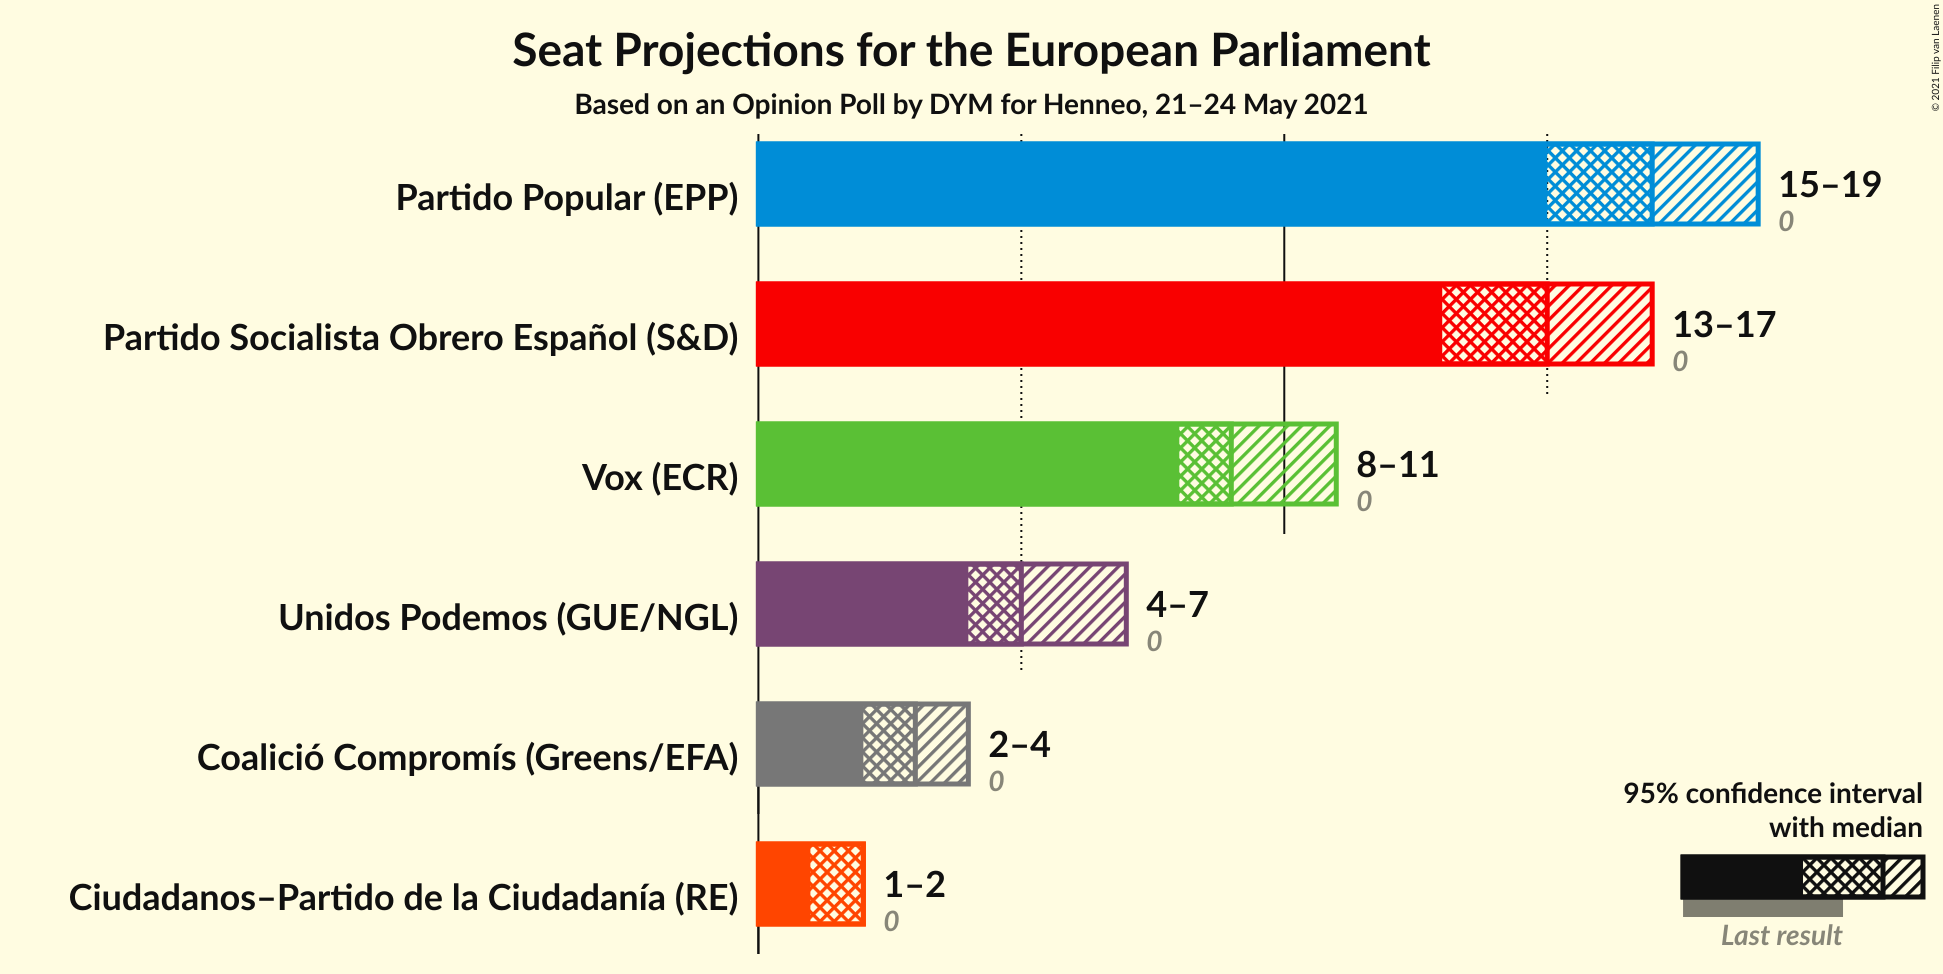 Seat Projections for the European Parliament
Based on an Opinion Poll by DYM for Henneo, 21–24 May 2021
© 2021 Filip van Laenen
Partido Popular (EPP)
15–19
0
Partido Socialista Obrero Español (S&D)
13–17
0
Vox (ECR)
8–11
0
Unidos Podemos (GUE/NGL)
4–7
0
Coalició Compromís (Greens/EFA)
2–4
0
Ciudadanos–Partido de la Ciudadanía (RE)
1–2
0
95% confidence interval
with median
Last result